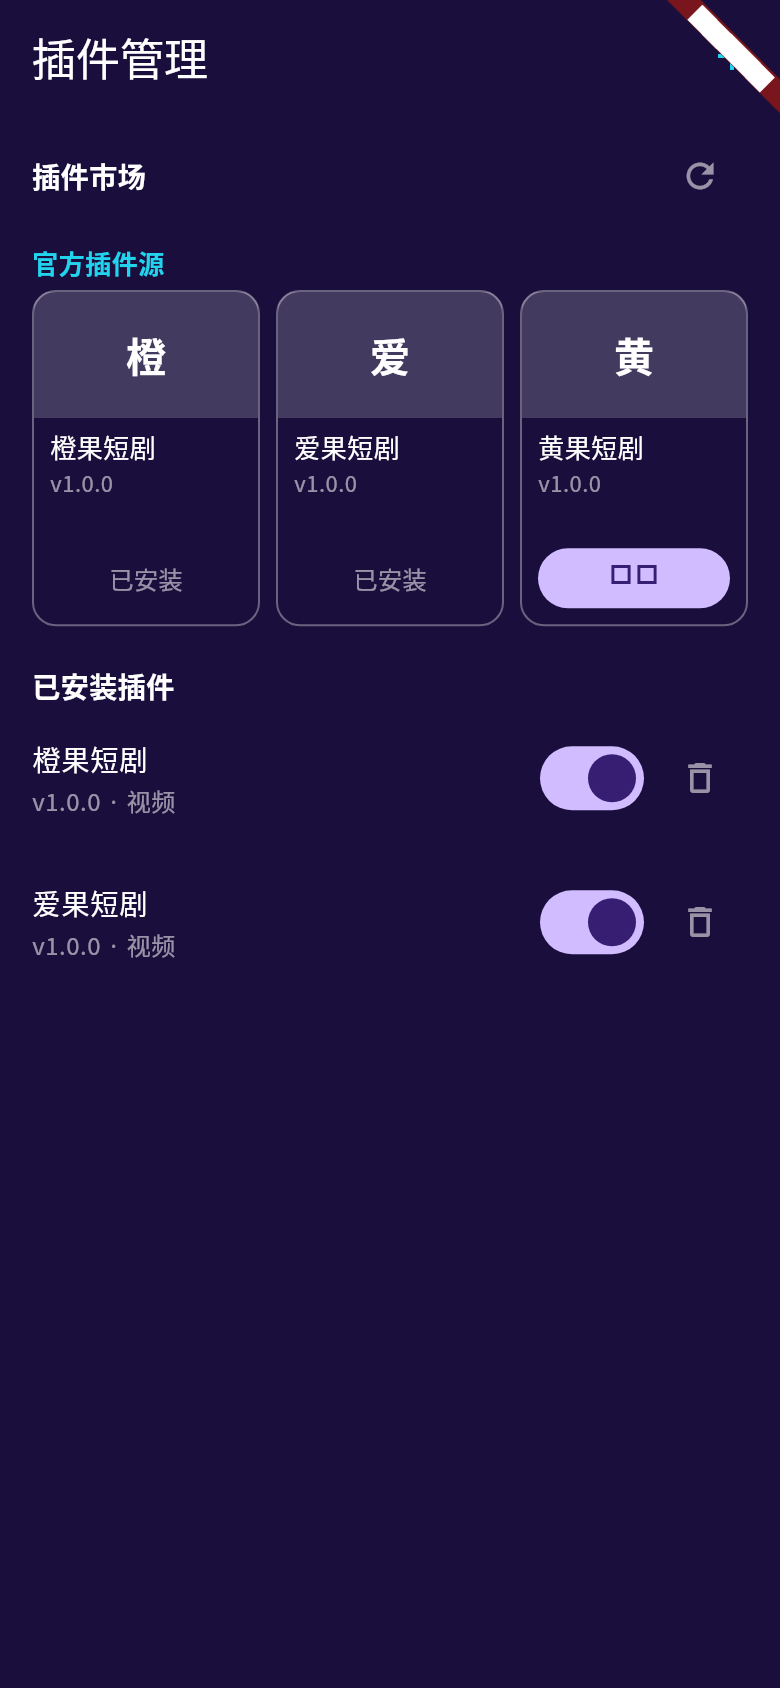 插件管理
插件市场
官方插件源
橙
爱
黄
橙果短剧
v1.0.0
已安装
爱果短剧
v1.0.0
已安装
黄果短剧
v1.0.0
已安装插件
橙果短剧
v1.0.0 · 视频
爱果短剧
v1.0.0 · 视频